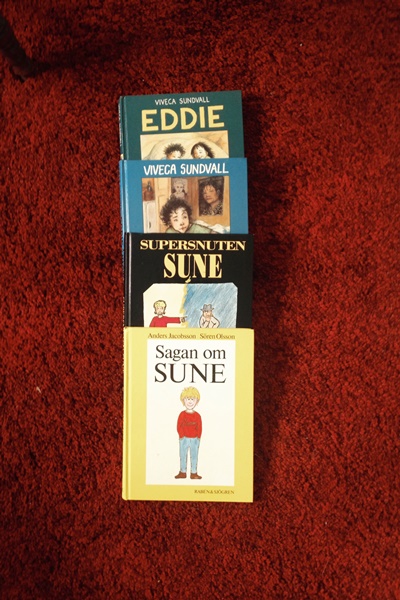 VIVECA SUNDVALL
EDDIE
VIVECA SUNDVALL
SUPERSNUTEN
SUNE
Anders Jacobsson · Sören Olsson
Sagan om
SUNE
RABÉN & SJÖGREN